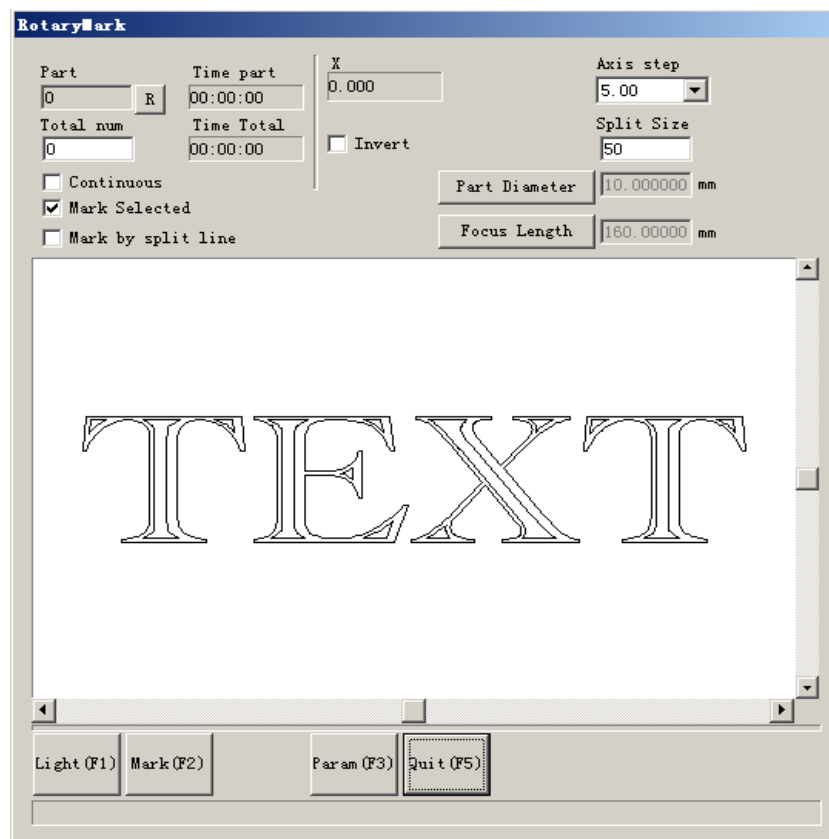 RotaryMark
Part Time part X Axis step
0 R 00:00:00 0.000 5.00
Total num Time Total Split Size
0 00:00:00 Invert 50
Continuous Part Diameter 10.000000 mm
Mark Selected
Mark by split line Focus Length 160.00000 mm
TEXT
Light(F1) Mark(F2) Param(F3) Quit(F5)